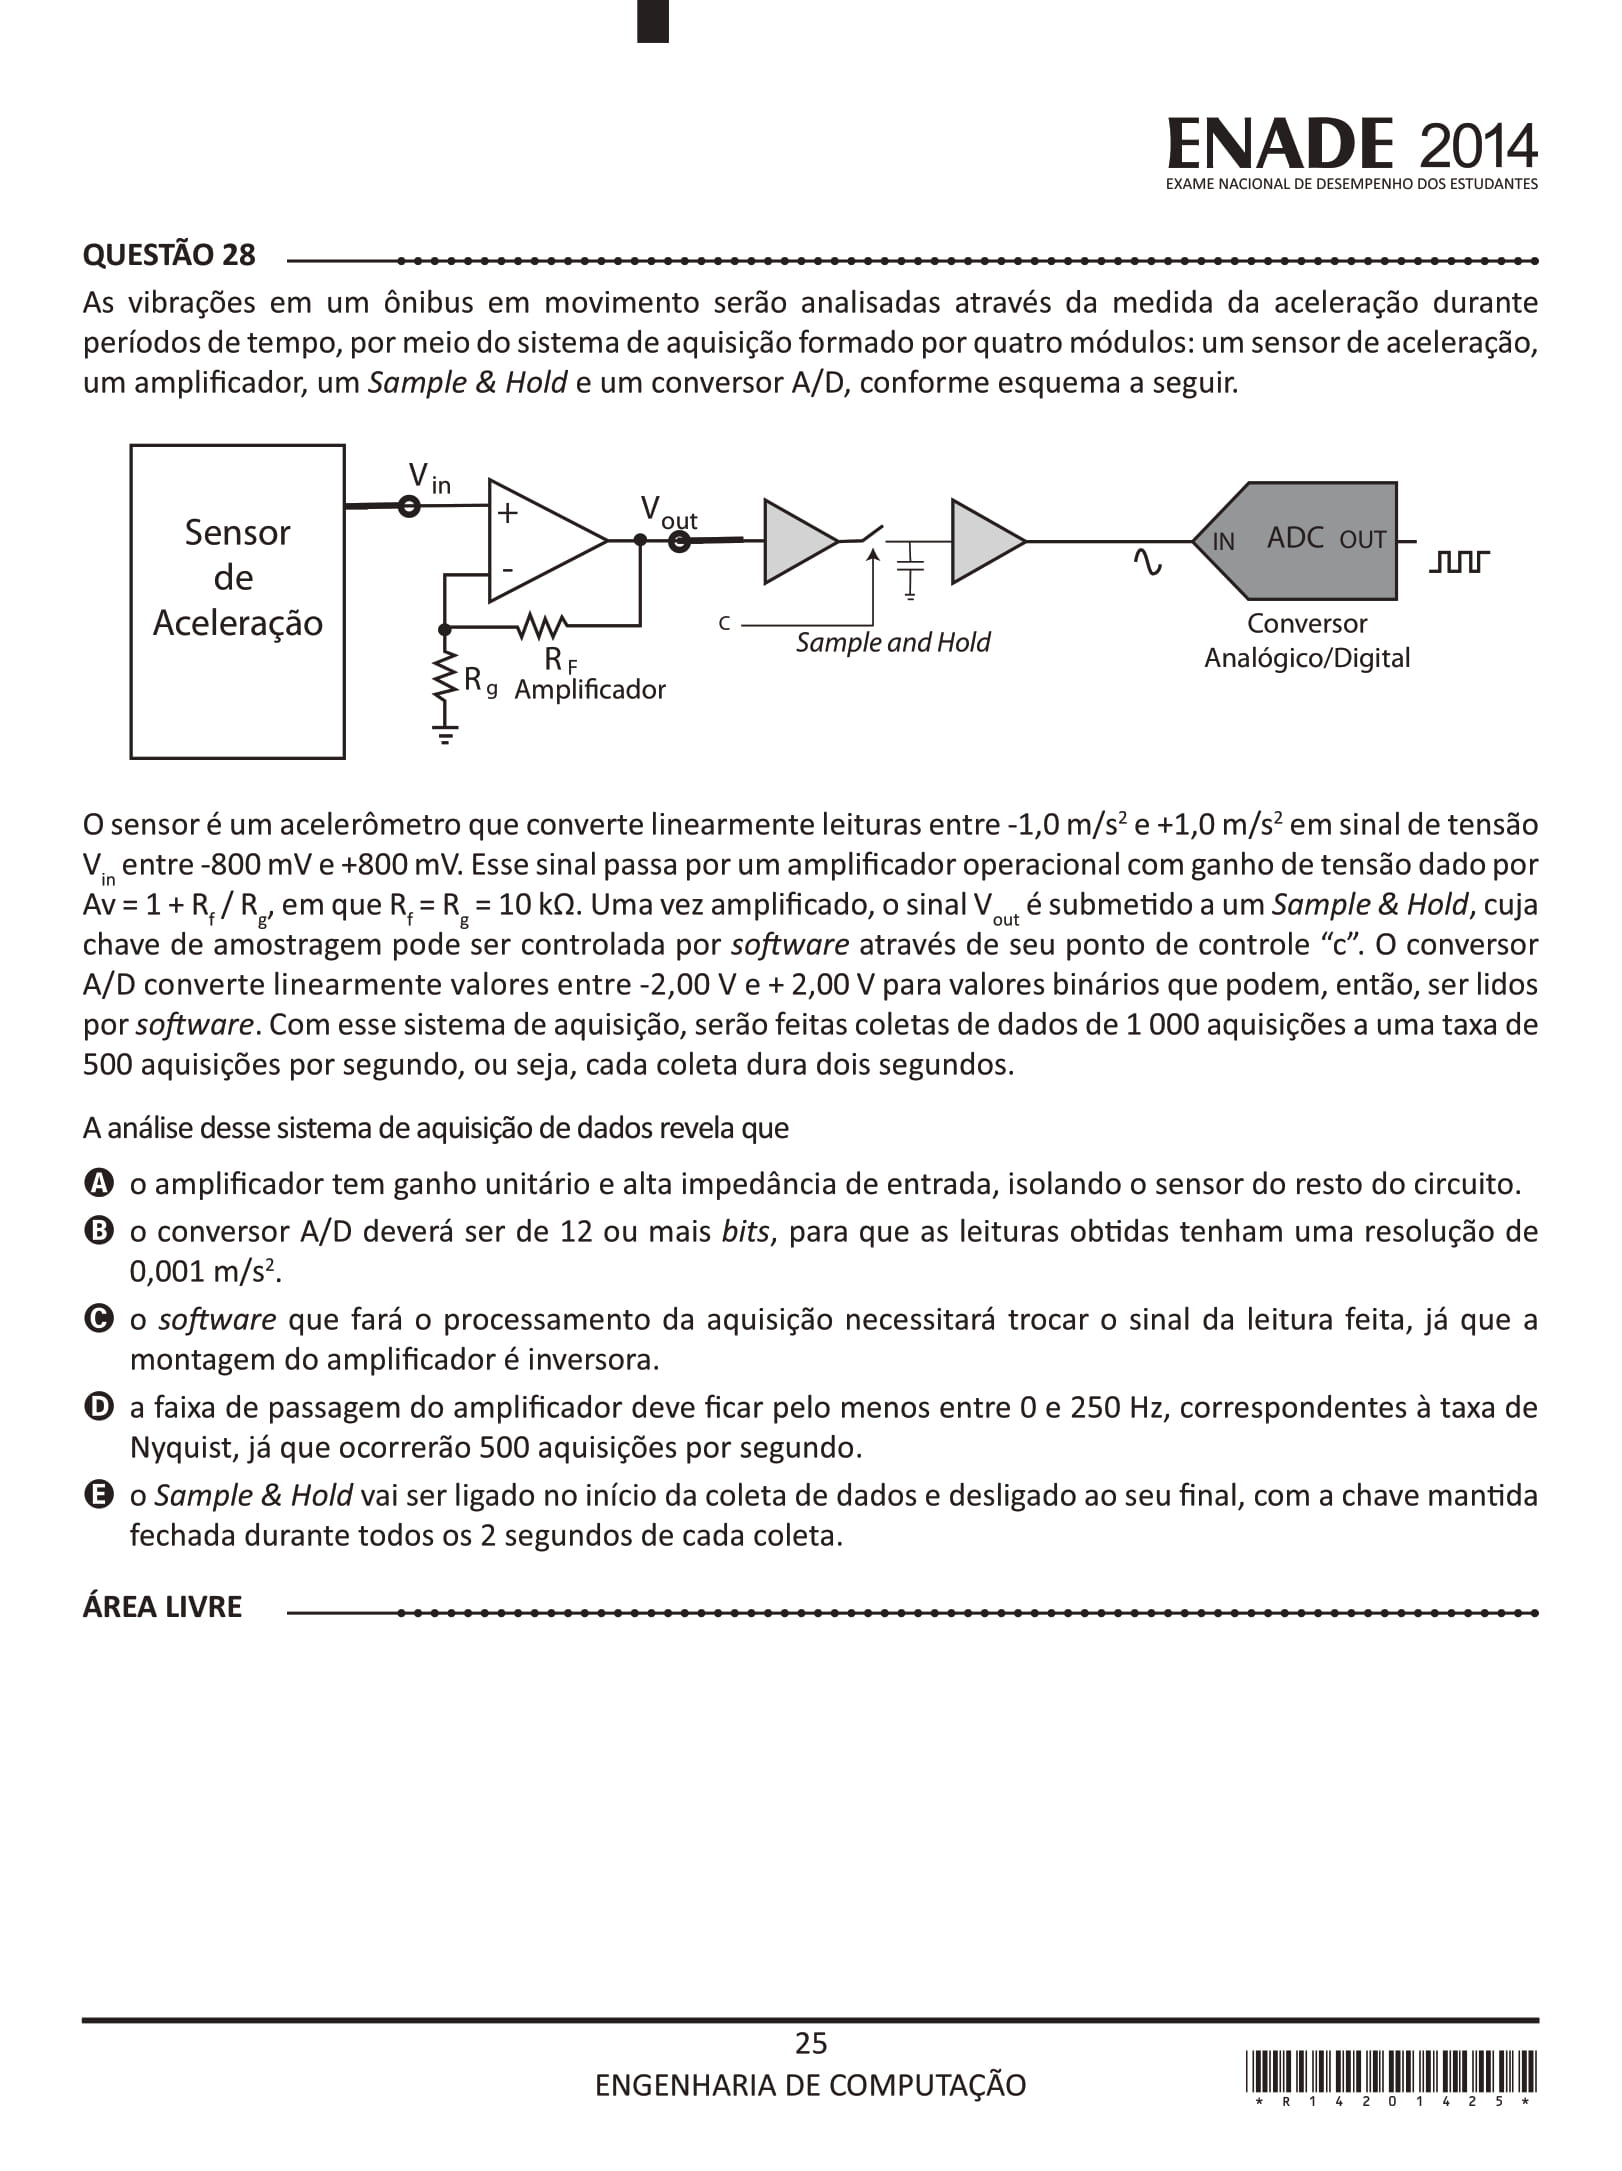 ENADE 2014
EXAME NACIONAL DE DESEMPENHO DOS ESTUDANTES
QUESTÃO 28
As vibrações em um ônibus em movimento serão analisadas através da medida da aceleração durante
períodos de tempo, por meio do sistema de aquisição formado por quatro módulos: um sensor de aceleração,
um amplificador, um Sample & Hold e um conversor A/D, conforme esquema a seguir.
Sensor
de
Aceleração
V in
+
-
V out
R F
R g
Amplificador
C
Sample and Hold
IN ADC OUT
Conversor
Analógico/Digital
O sensor é um acelerômetro que converte linearmente leituras entre -1,0 m/s² e +1,0 m/s² em sinal de tensão
Vin entre -800 mV e +800 mV. Esse sinal passa por um amplificador operacional com ganho de tensão dado por
Av = 1 + Rf / Rg, em que Rf = Rg = 10 kΩ. Uma vez amplificado, o sinal Vout é submetido a um Sample & Hold, cuja
chave de amostragem pode ser controlada por software através de seu ponto de controle “c”. O conversor
A/D converte linearmente valores entre -2,00 V e + 2,00 V para valores binários que podem, então, ser lidos
por software. Com esse sistema de aquisição, serão feitas coletas de dados de 1 000 aquisições a uma taxa de
500 aquisições por segundo, ou seja, cada coleta dura dois segundos.
A análise desse sistema de aquisição de dados revela que
A o amplificador tem ganho unitário e alta impedância de entrada, isolando o sensor do resto do circuito.
B o conversor A/D deverá ser de 12 ou mais bits, para que as leituras obtidas tenham uma resolução de
0,001 m/s².
C o software que fará o processamento da aquisição necessitará trocar o sinal da leitura feita, já que a
montagem do amplificador é inversora.
D a faixa de passagem do amplificador deve ficar pelo menos entre 0 e 250 Hz, correspondentes à taxa de
Nyquist, já que ocorrerão 500 aquisições por segundo.
E o Sample & Hold vai ser ligado no início da coleta de dados e desligado ao seu final, com a chave mantida
fechada durante todos os 2 segundos de cada coleta.
ÁREA LIVRE
25
ENGENHARIA DE COMPUTAÇÃO
* R 1 4 2 0 1 4 2 5 *